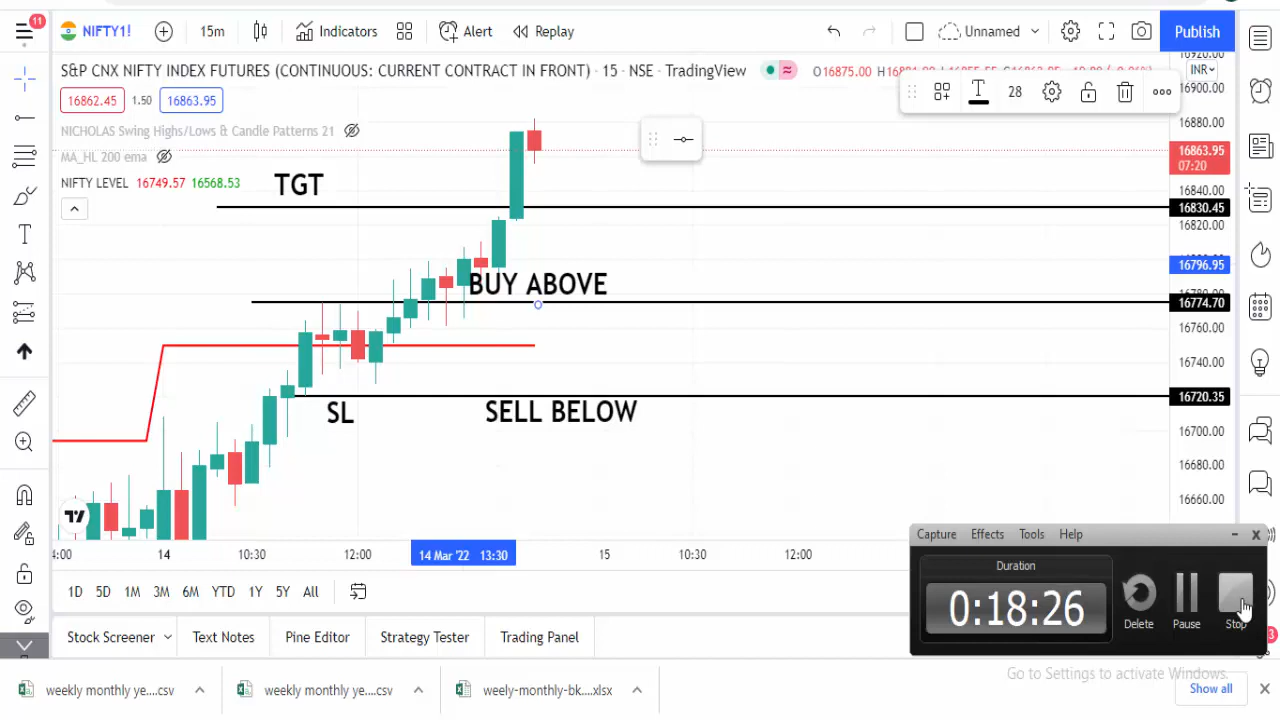 11
NIFTY1!
15m
Indicators
Alert
Replay
Unnamed
Publish
S&P CNX NIFTY INDEX FUTURES (CONTINUOUS: CURRENT CONTRACT IN FRONT) · 15 · NSE · TradingView
O16875.00
INR
28
16862.45
1.50
16863.95
NICHOLAS Swing Highs/Lows & Candle Patterns 21
MA_HL 200 ema
NIFTY LEVEL 16749.57 16568.53
TGT
BUY ABOVE
SL
SELL BELOW
16900.00
16880.00
16863.95
07:20
16840.00
16830.45
16820.00
16796.95
16774.70
16760.00
16740.00
16720.35
16700.00
16680.00
16660.00
14
10:30
12:00
14 Mar '22 13:30
15
10:30
12:00
1D 5D 1M 3M 6M YTD 1Y 5Y All
Stock Screener
Text Notes
Pine Editor
Strategy Tester
Trading Panel
Capture Effects Tools Help
Duration
0:18:26
Delete
Pause
Stop
Go to Settings to activate Windows.
weekly monthly ye....csv
weekly monthly ye....csv
weely-monthly-bk....xlsx
Show all